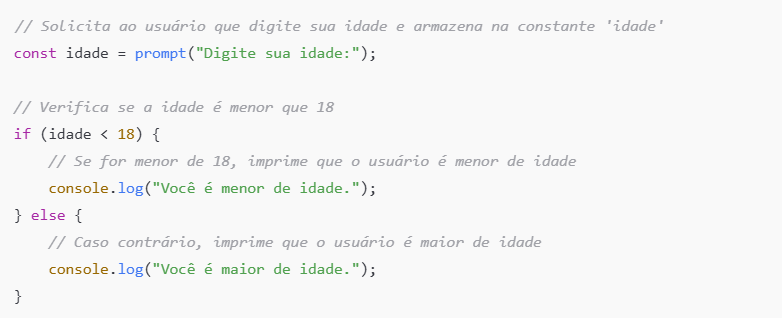 // Solicita ao usuário que digite sua idade e armazena na constante 'idade'
const idade = prompt("Digite sua idade:");

// Verifica se a idade é menor que 18
if (idade < 18) {
    // Se for menor de 18, imprime que o usuário é menor de idade
    console.log("Você é menor de idade.");
} else {
    // Caso contrário, imprime que o usuário é maior de idade
    console.log("Você é maior de idade.");
}